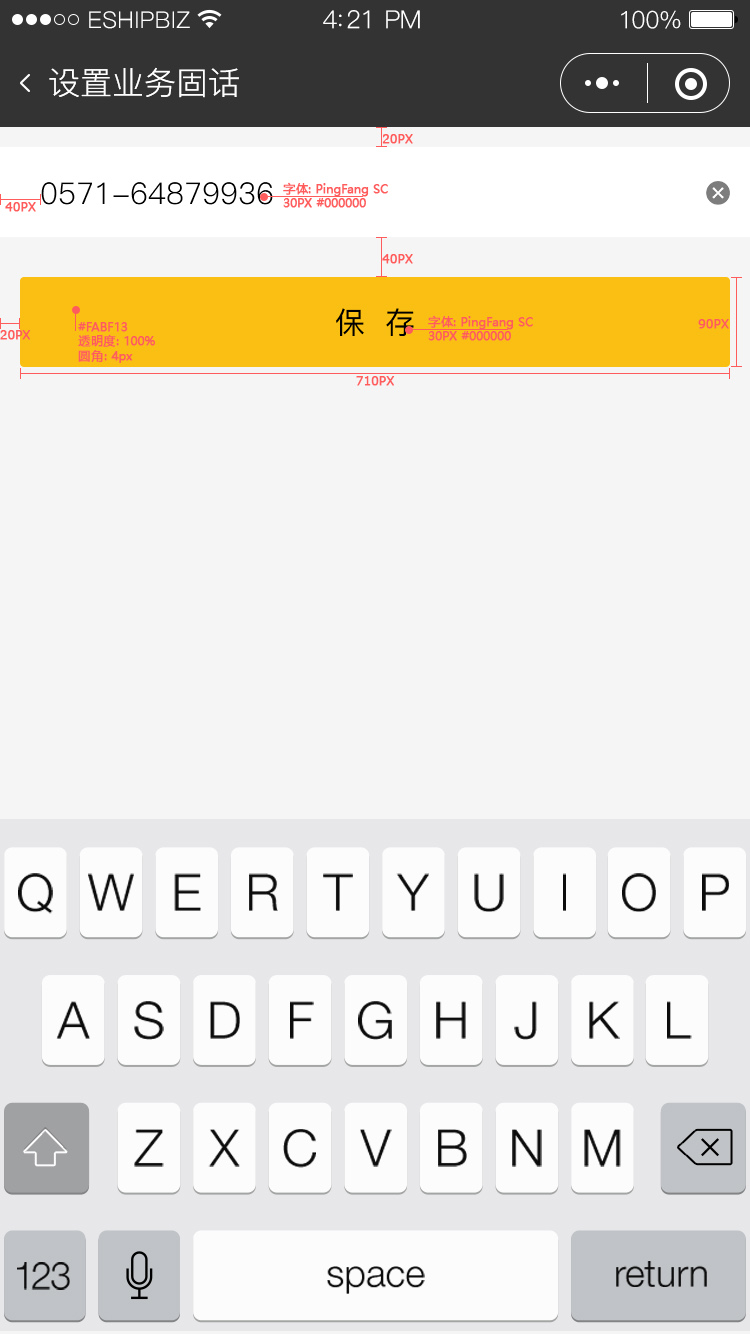 ESHIPBIZ 4:21 PM 100%
设置业务固话
20PX
0571-64879936 字体: PingFang SC
40PX 30PX #000000
40PX
保 存 字体: PingFang SC
30PX #000000
90PX
20PX
#FABF13
透明度: 100%
圆角: 4px
710PX
Q W E R T Y U I O P
A S D F G H J K L
Z X C V B N M
123 space return